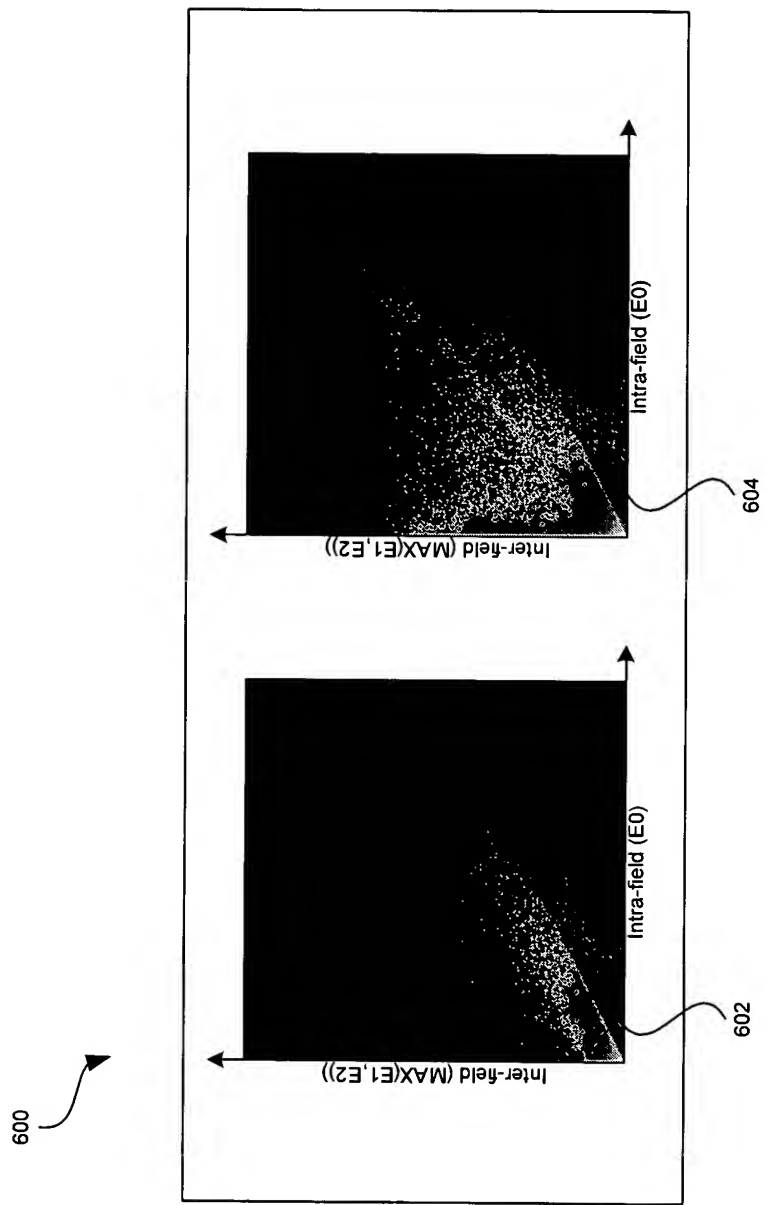 600
Inter-field (MAX(E1,E2))
Intra-field (E0)
602
Inter-field (MAX(E1,E2))
Intra-field (E0)
604